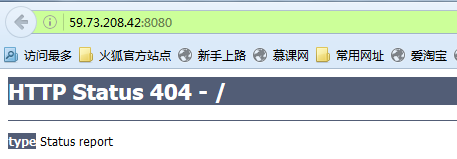 59.73.208.42:8080
访问最多 火狐官方站点 新手上路 慕课网 常用网址 爱淘宝
HTTP Status 404 - /
type Status report